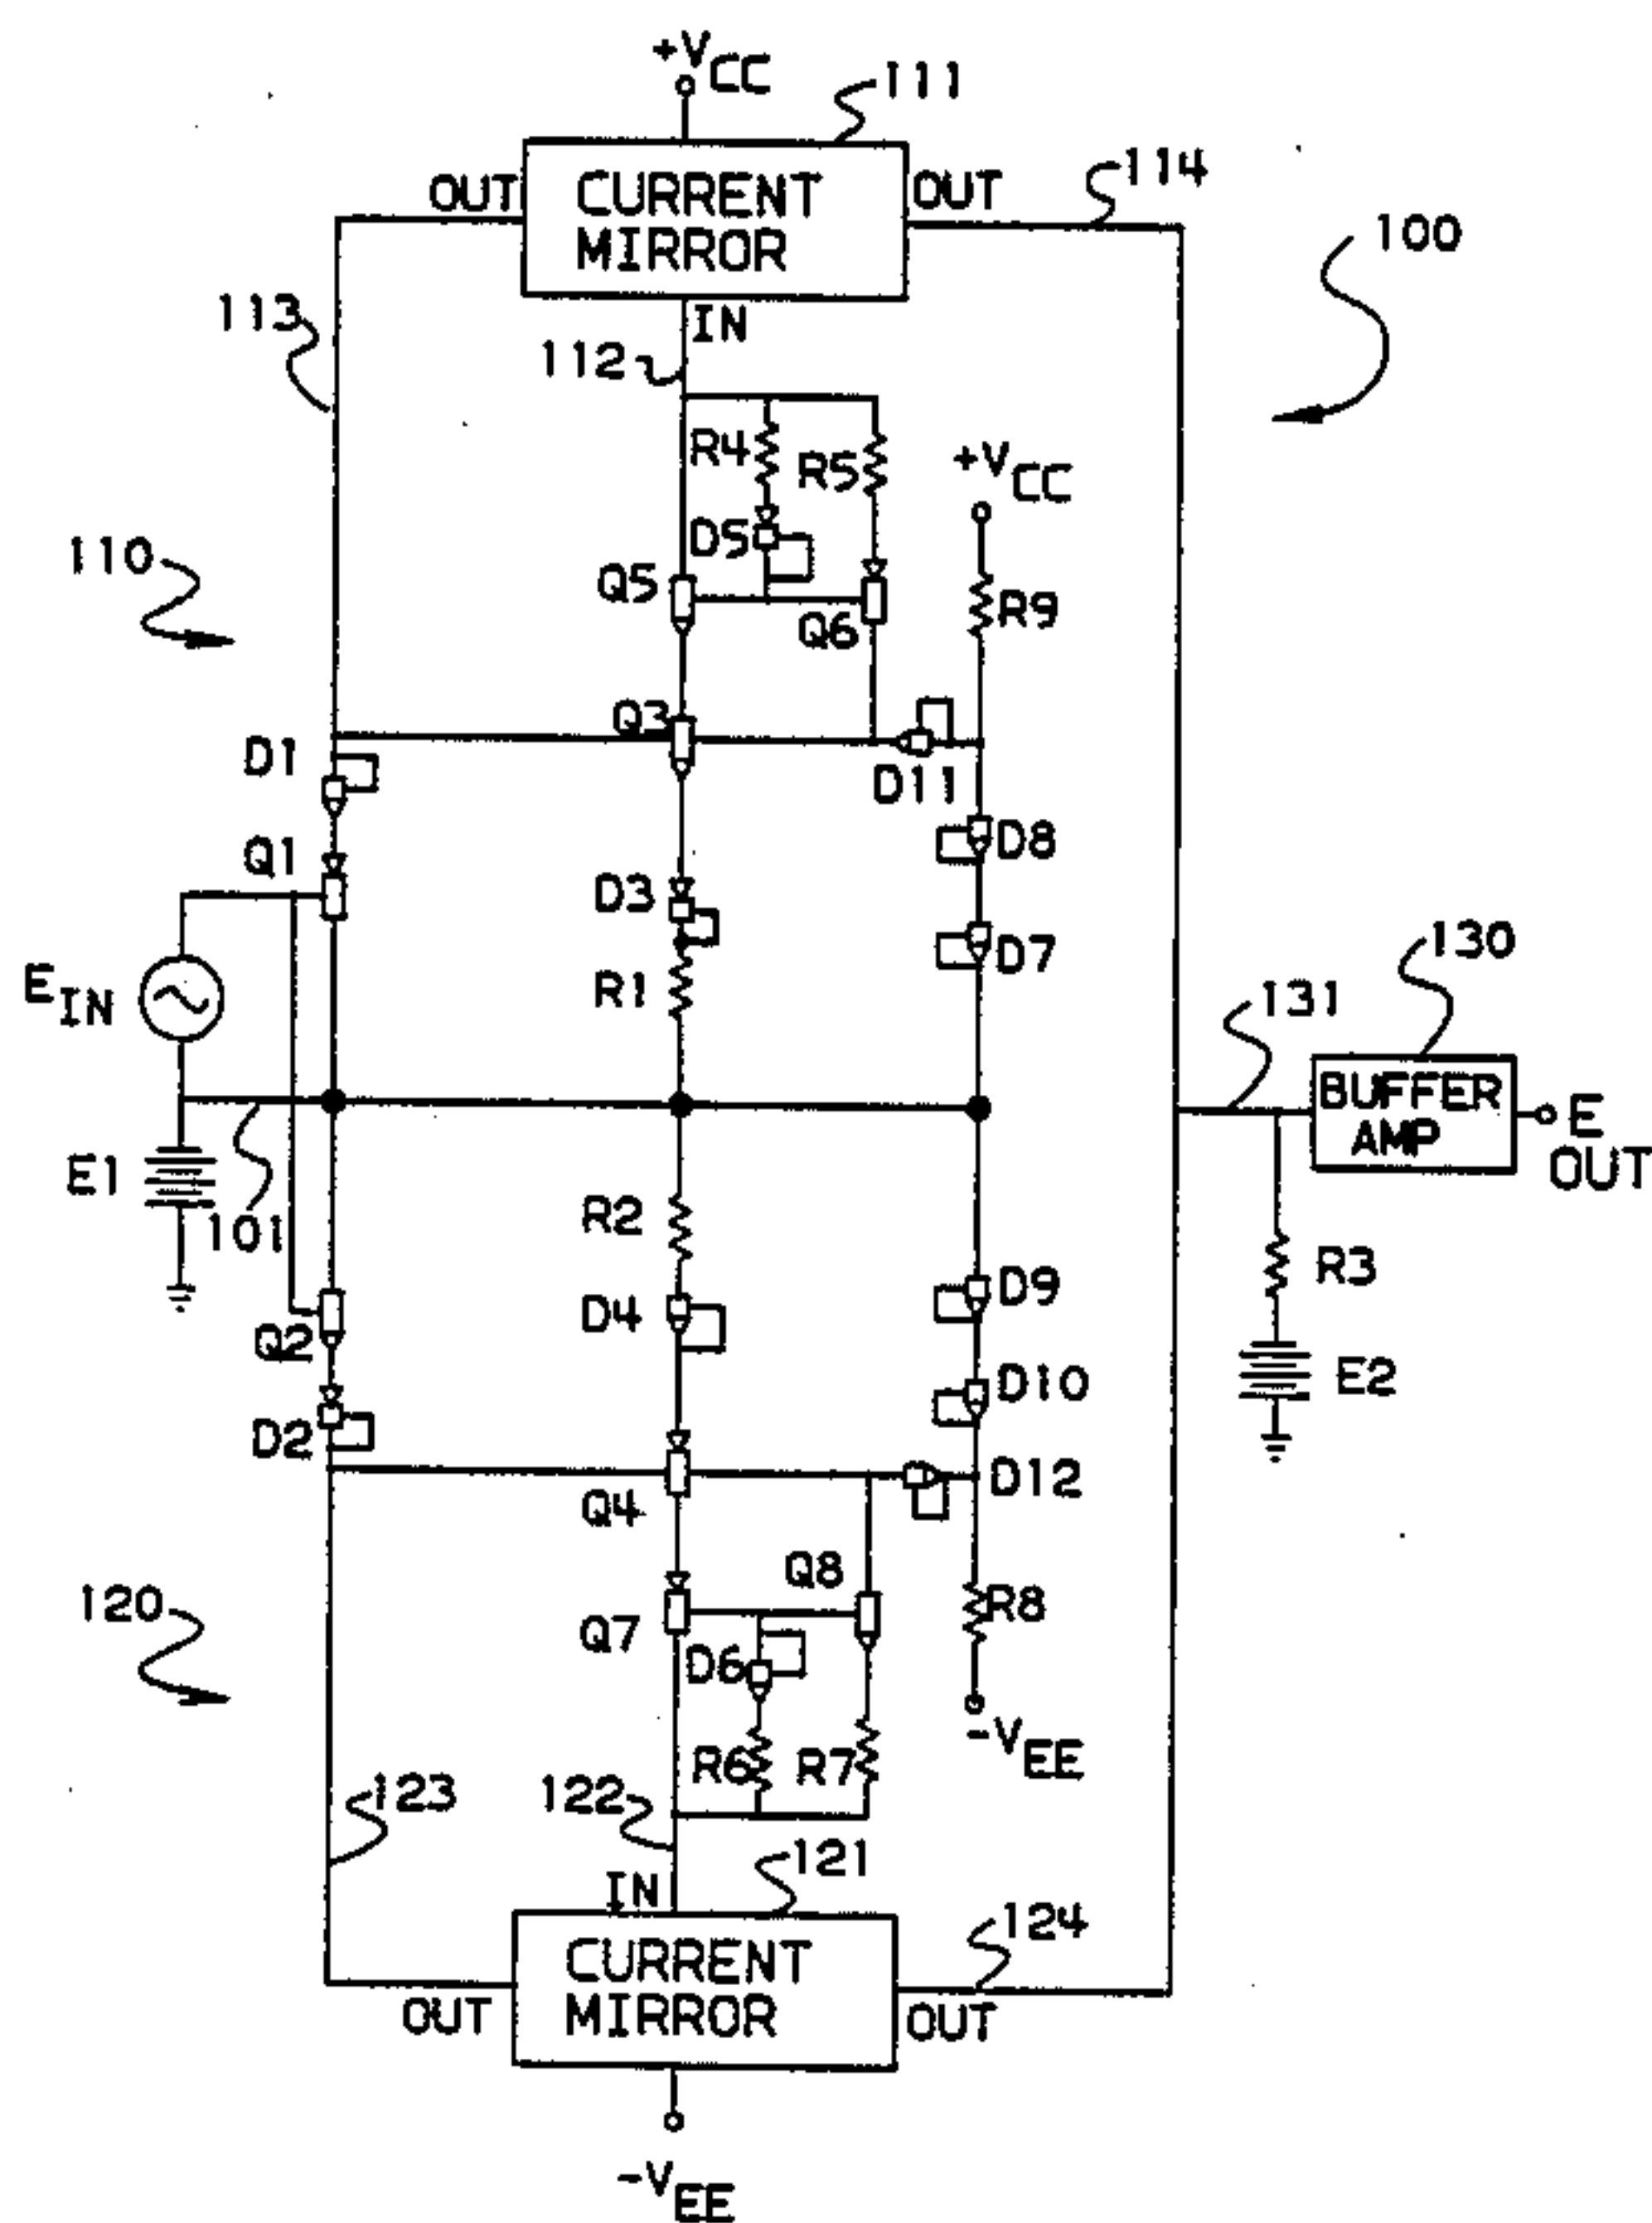 +VCC
111
OUT
CURRENT
MIRROR
OUT
114
100
113
IN
112
R4
R5
+VCC
110
D5
Q5
Q6
R9
Q3
D1
D11
Q1
D8
D3
D7
EIN
R1
130
131
BUFFER
AMP
E
OUT
E1
101
R2
R3
D4
D9
Q2
D10
E2
D2
D12
Q4
Q8
120
R8
Q7
D6
-VEE
R6
R7
123
122
121
IN
124
CURRENT
MIRROR
OUT
OUT
-VEE